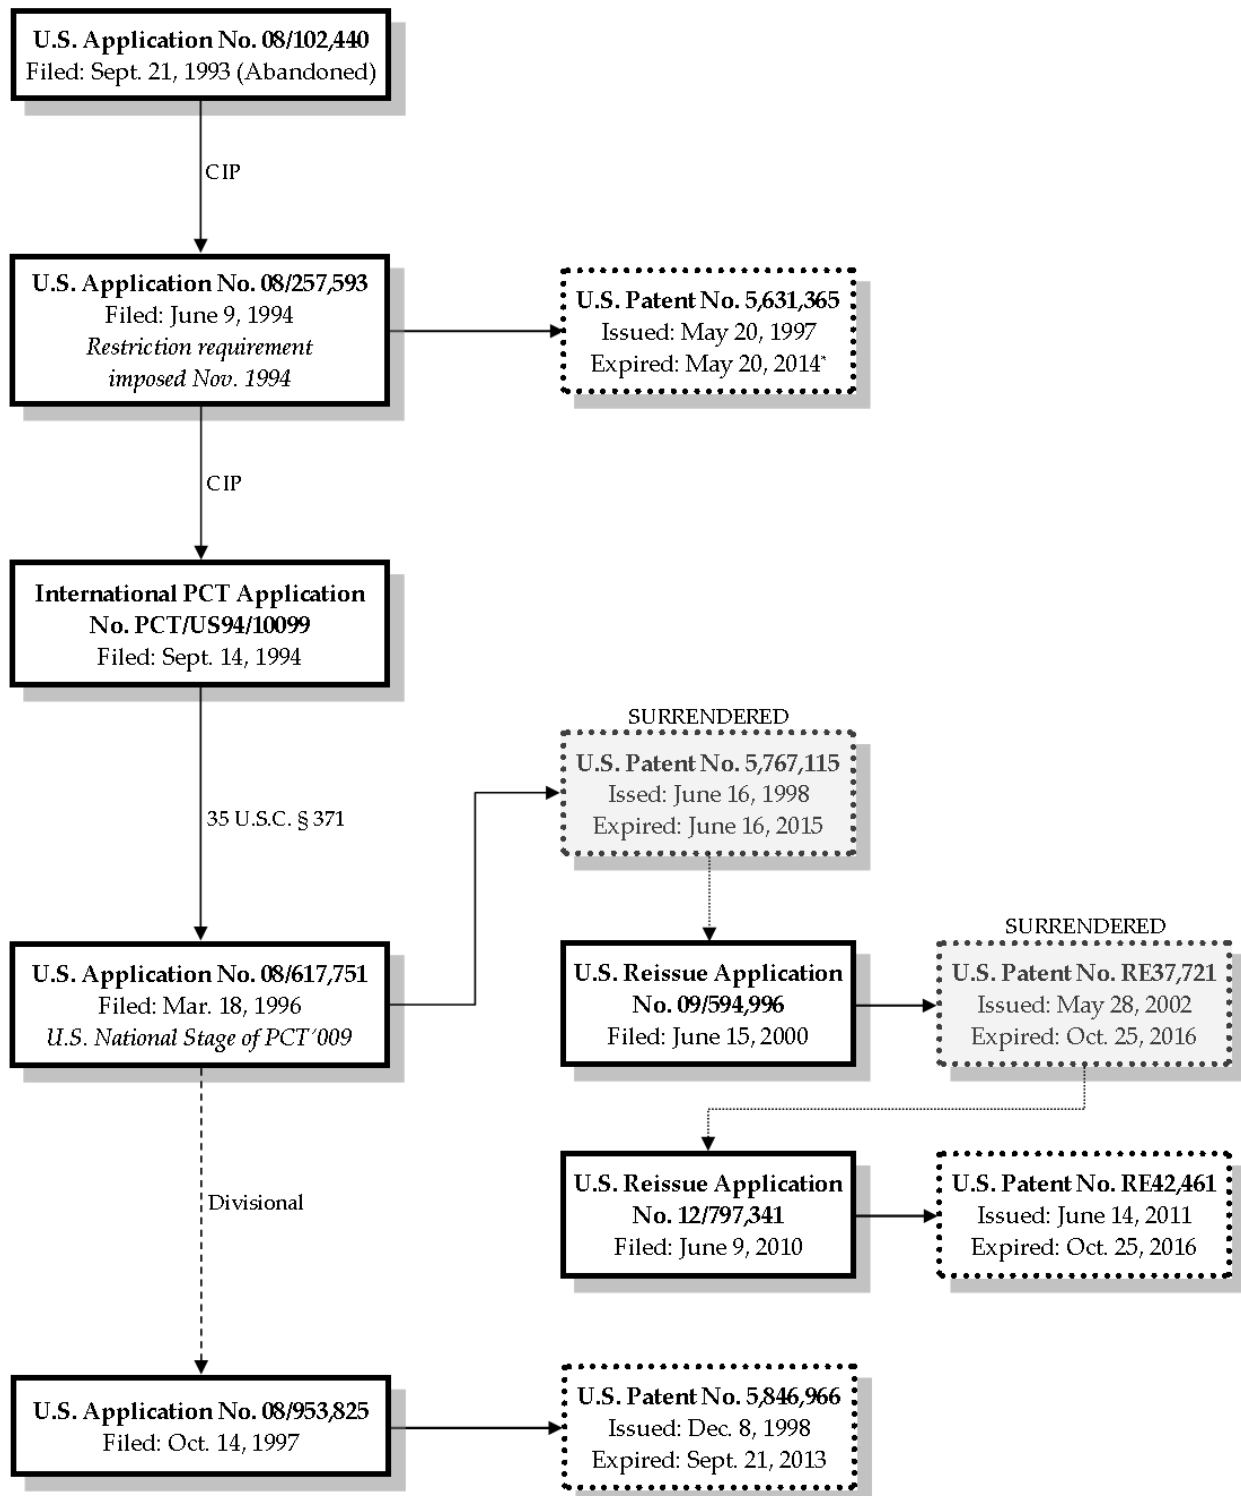 U.S. Application No. 08/102,440
Filed: Sept. 21, 1993 (Abandoned)
CIP
U.S. Application No. 08/257,593
Filed: June 9, 1994
Restriction requirement
imposed Nov. 1994
U.S. Patent No. 5,631,365
Issued: May 20, 1997
Expired: May 20, 2014*
CIP
International PCT Application
No. PCT/US94/10099
Filed: Sept. 14, 1994
35 U.S.C. § 371
SURRENDERED
U.S. Patent No. 5,767,115
Issed: June 16, 1998
Expired: June 16, 2015
U.S. Application No. 08/617,751
Filed: Mar. 18, 1996
U.S. National Stage of PCT´009
U.S. Reissue Application
No. 09/594,996
Filed: June 15, 2000
SURRENDERED
U.S. Patent No. RE37,721
Issued: May 28, 2002
Expired: Oct. 25, 2016
Divisional
U.S. Reissue Application
No. 12/797,341
Filed: June 9, 2010
U.S. Patent No. RE42,461
Issued: June 14, 2011
Expired: Oct. 25, 2016
U.S. Application No. 08/953,825
Filed: Oct. 14, 1997
U.S. Patent No. 5,846,966
Issued: Dec. 8, 1998
Expired: Sept. 21, 2013